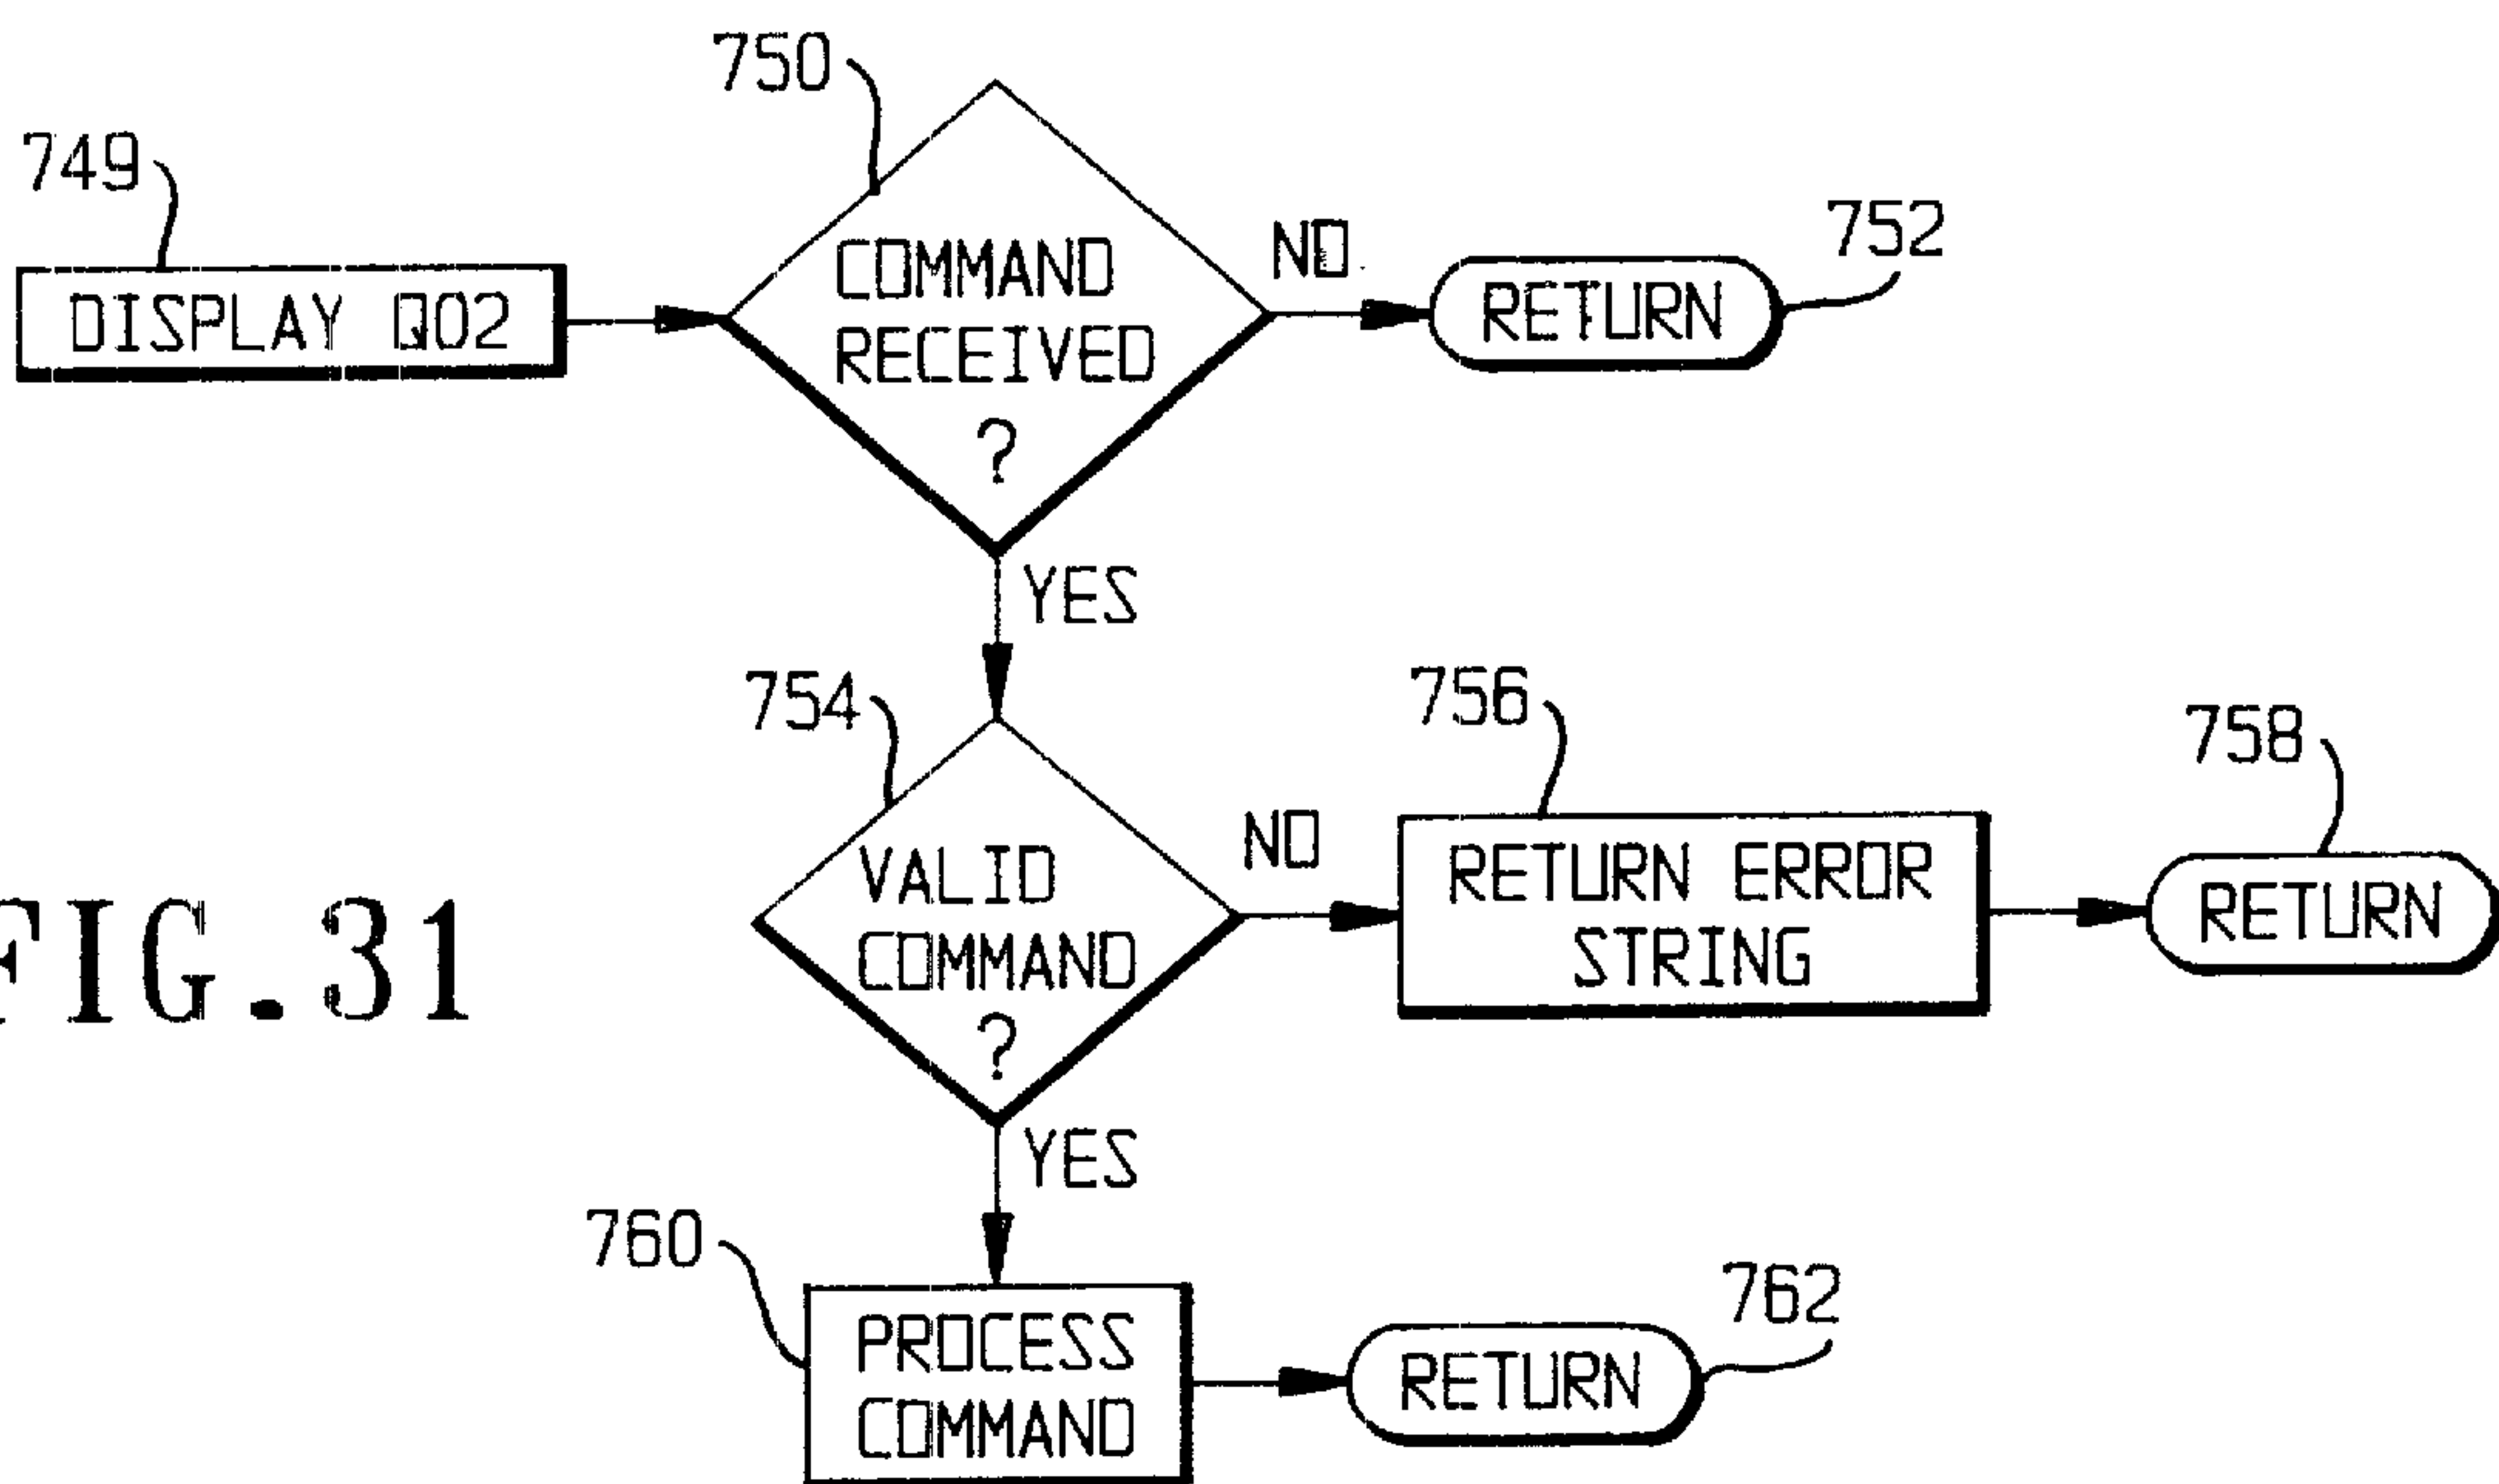 750
749
752
DISPLAY Q02
COMMAND
RECEIVED
?
NO
RETURN
YES
754
756
758
VALID
COMMAND
?
NO
RETURN ERROR
STRING
RETURN
FIG.31
YES
760
762
PROCESS
COMMAND
RETURN